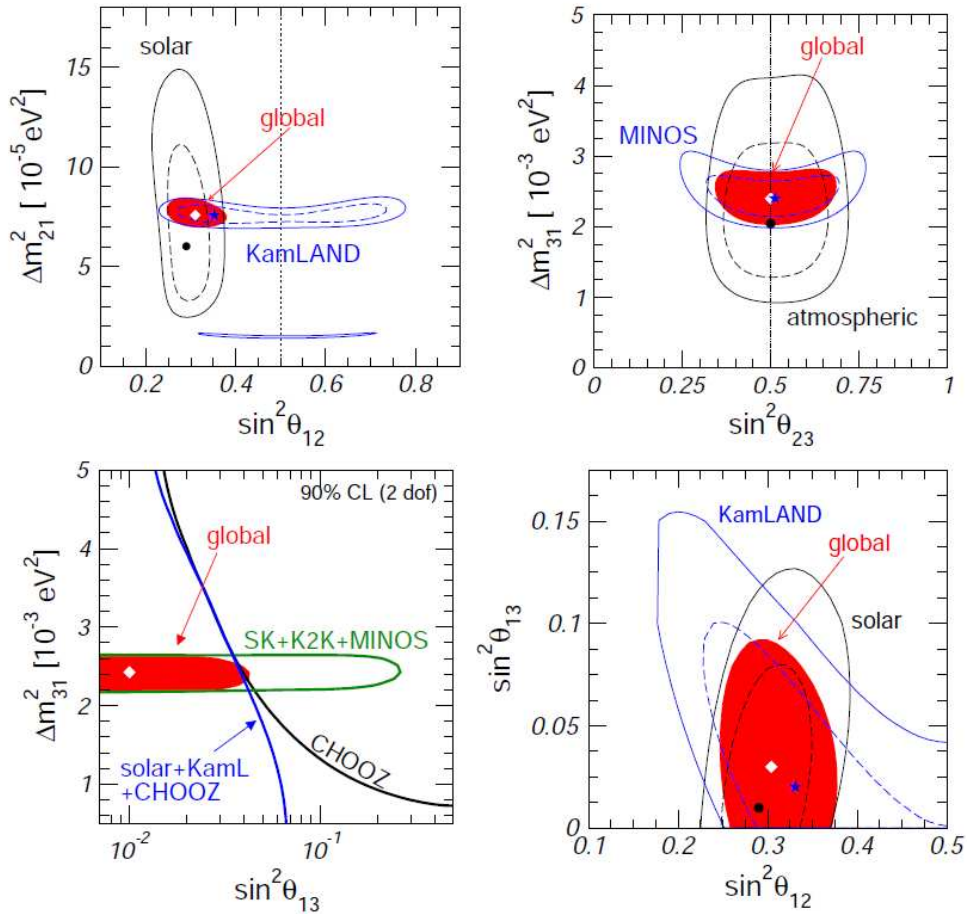 solar
global
KamLAND
Δm²₂₁ [ 10⁻⁵ eV²]
15
10
5
0
0.2 0.4 0.6 0.8
sin²θ₁₂
global
MINOS
atmospheric
Δm²₃₁ [ 10⁻³ eV²]
5
4
3
2
1
0
0 0.25 0.5 0.75 1
sin²θ₂₃
90% CL (2 dof)
global
SK+K2K+MINOS
CHOOZ
solar+KamL
+CHOOZ
Δm²₃₁ [10⁻³ eV²]
5
4
3
2
1
10⁻² 10⁻¹
sin²θ₁₃
KamLAND
global
solar
sin²θ₁₃
0.15
0.1
0.05
0
0.1 0.2 0.3 0.4 0.5
sin²θ₁₂